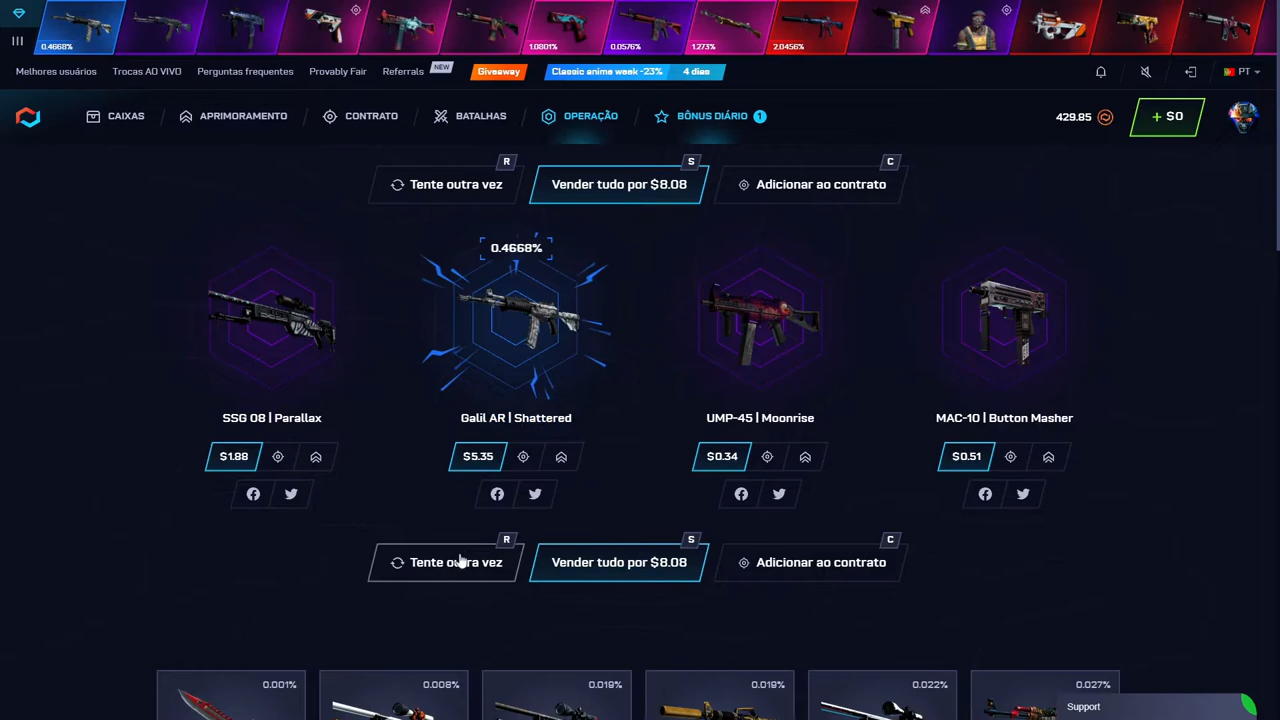 0.4668%
1.0801%
0.0576%
1.273%
2.0456%
Melhores usuários
Trocas AO VIVO
Perguntas frequentes
Provably Fair
Referrals
NEW
Giveaway
Classic anime week -23%
4 dias
PT
CAIXAS
APRIMORAMENTO
CONTRATO
BATALHAS
OPERAÇÃO
BÔNUS DIÁRIO
1
429.85
+ $0
R
S
C
Tente outra vez
Vender tudo por $8.08
Adicionar ao contrato
0.4668%
SSG 08 | Parallax
Galil AR | Shattered
UMP-45 | Moonrise
MAC-10 | Button Masher
$1.88
$5.35
$0.34
$0.51
R
S
C
Tente outra vez
Vender tudo por $8.08
Adicionar ao contrato
0.001%
0.008%
0.019%
0.019%
0.022%
0.027%
Support